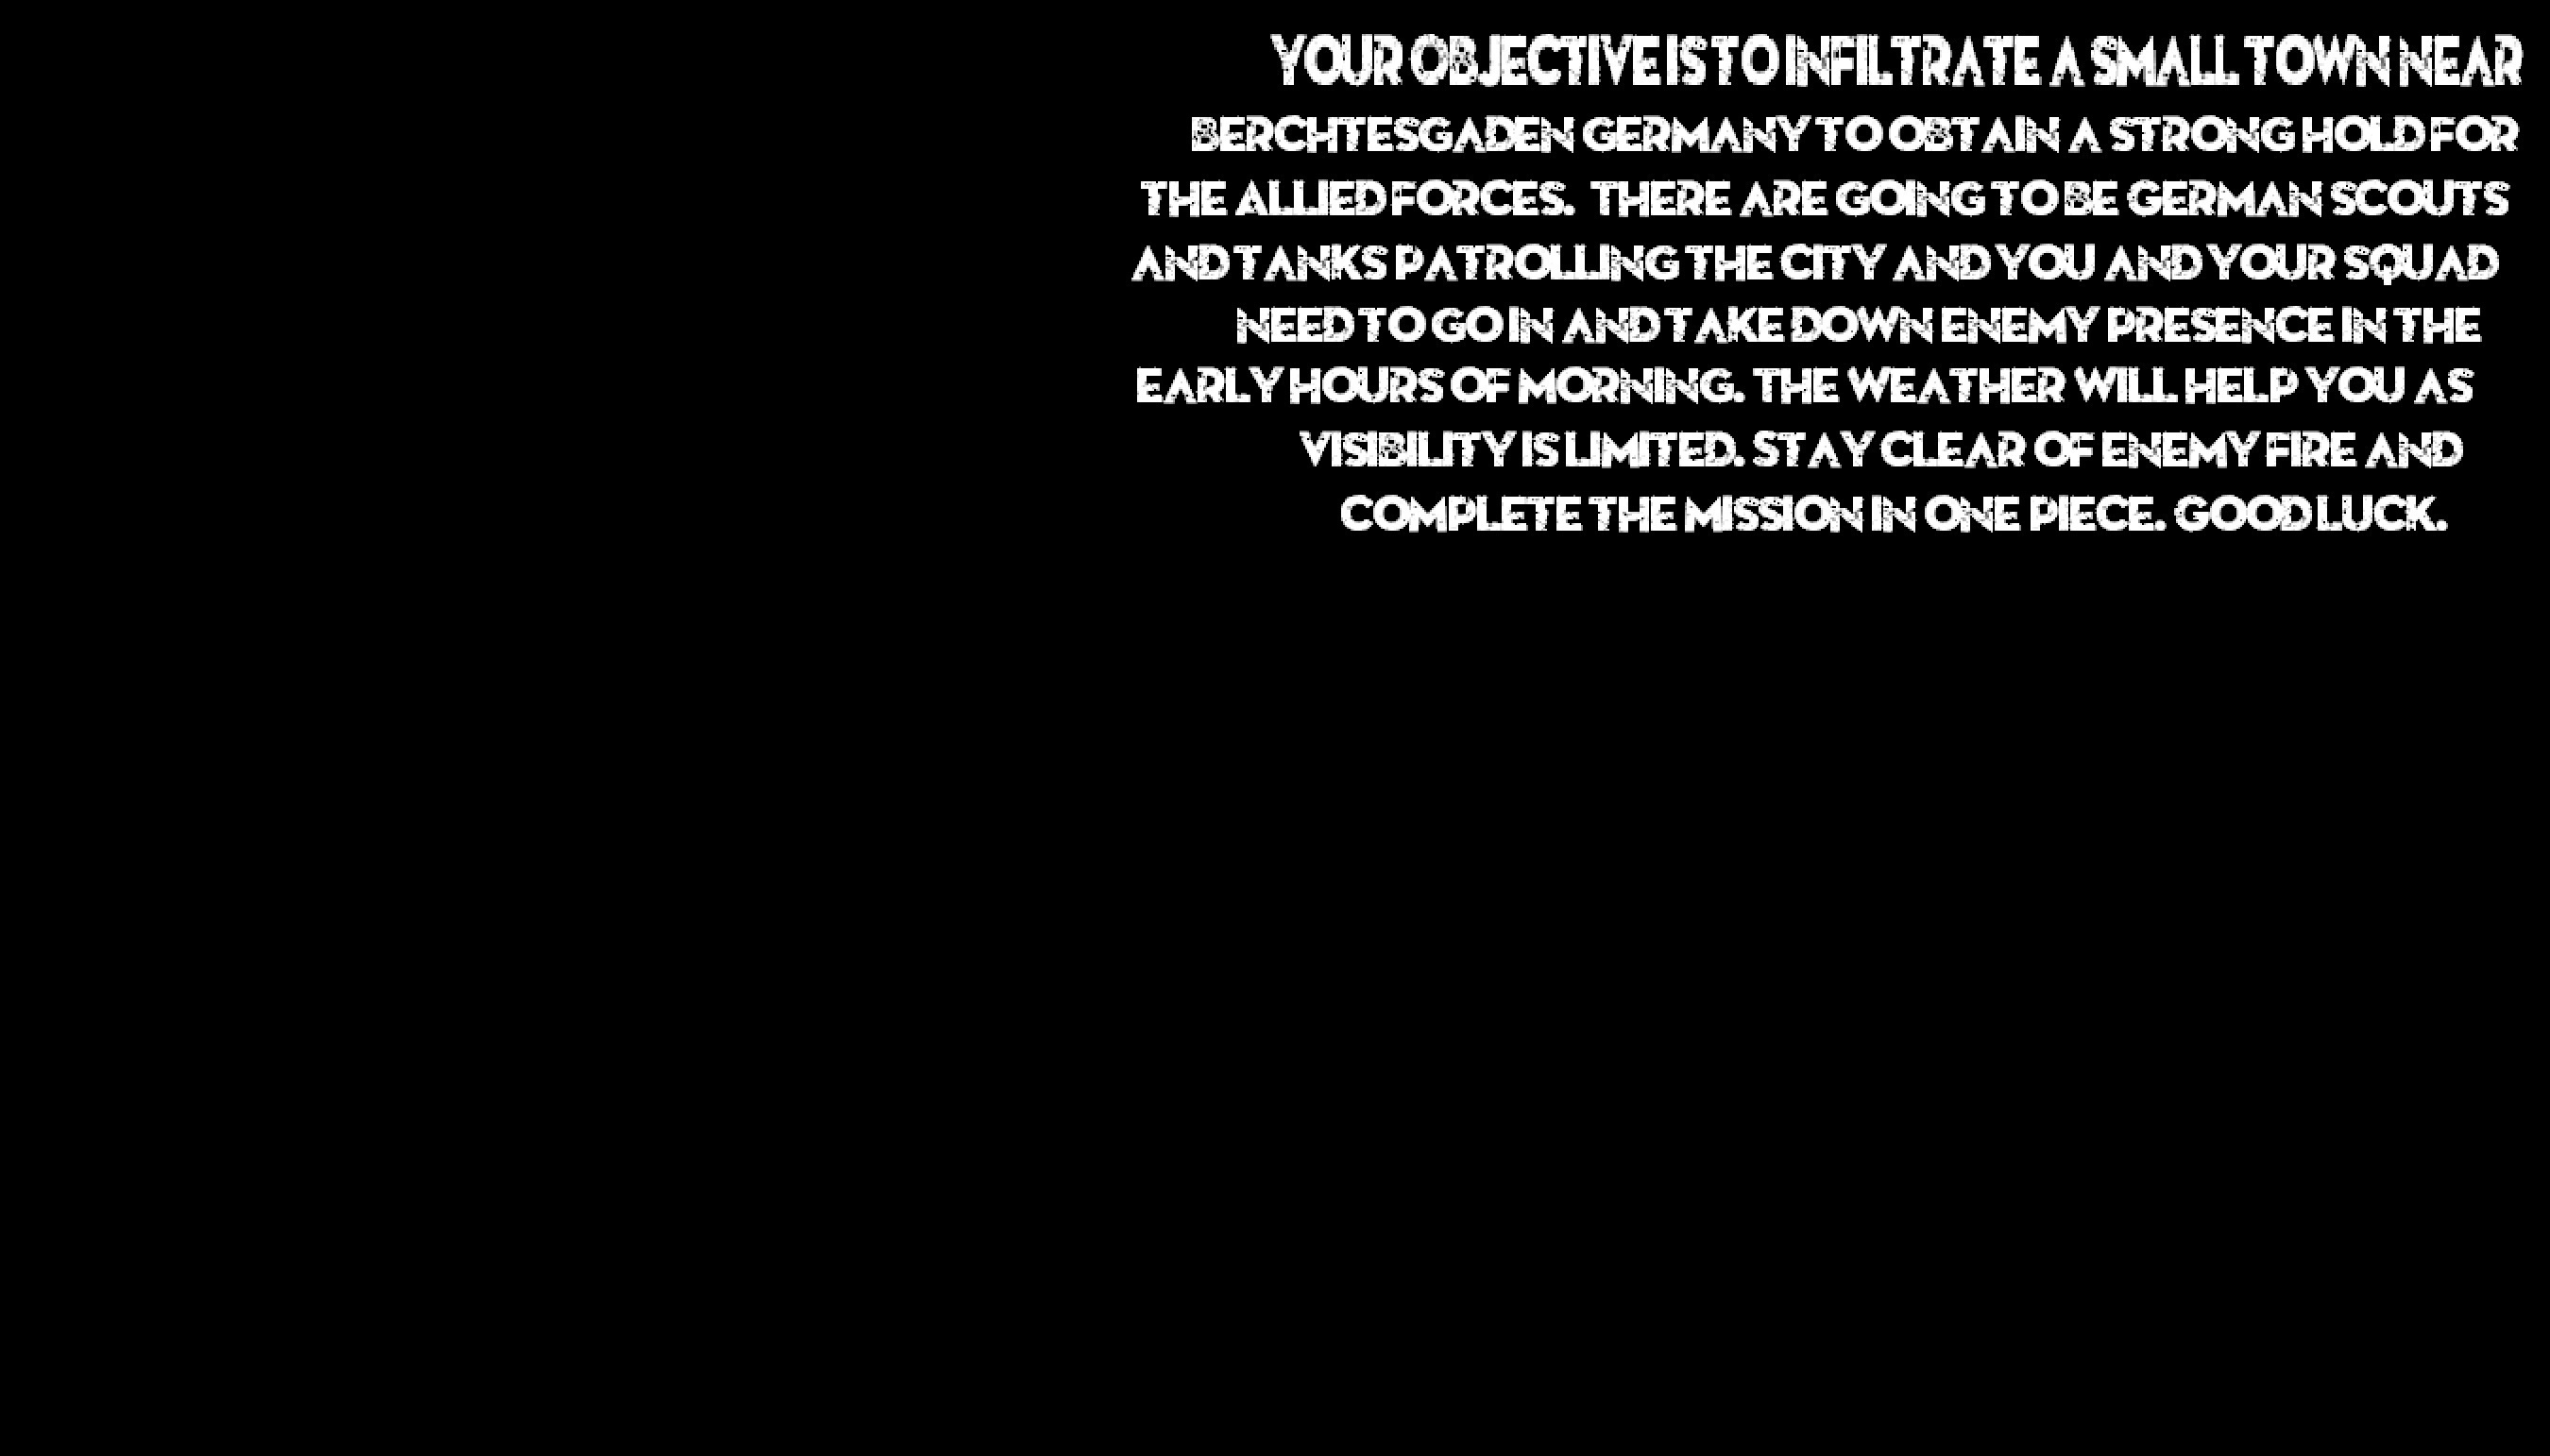 YOUR OBJECTIVE IS TO INFILTRATE A SMALL TOWN NEAR
BERCHTESGADEN GERMANY TO OBTAIN A STRONG HOLD FOR
THE ALLIED FORCES. THERE ARE GOING TO BE GERMAN SCOUTS
AND TANKS PATROLLING THE CITY AND YOU AND YOUR SQUAD
NEED TO GO IN AND TAKE DOWN ENEMY PRESENCE IN THE
EARLY HOURS OF MORNING. THE WEATHER WILL HELP YOU AS
VISIBILITY IS LIMITED. STAY CLEAR OF ENEMY FIRE AND
COMPLETE THE MISSION IN ONE PIECE. GOOD LUCK.